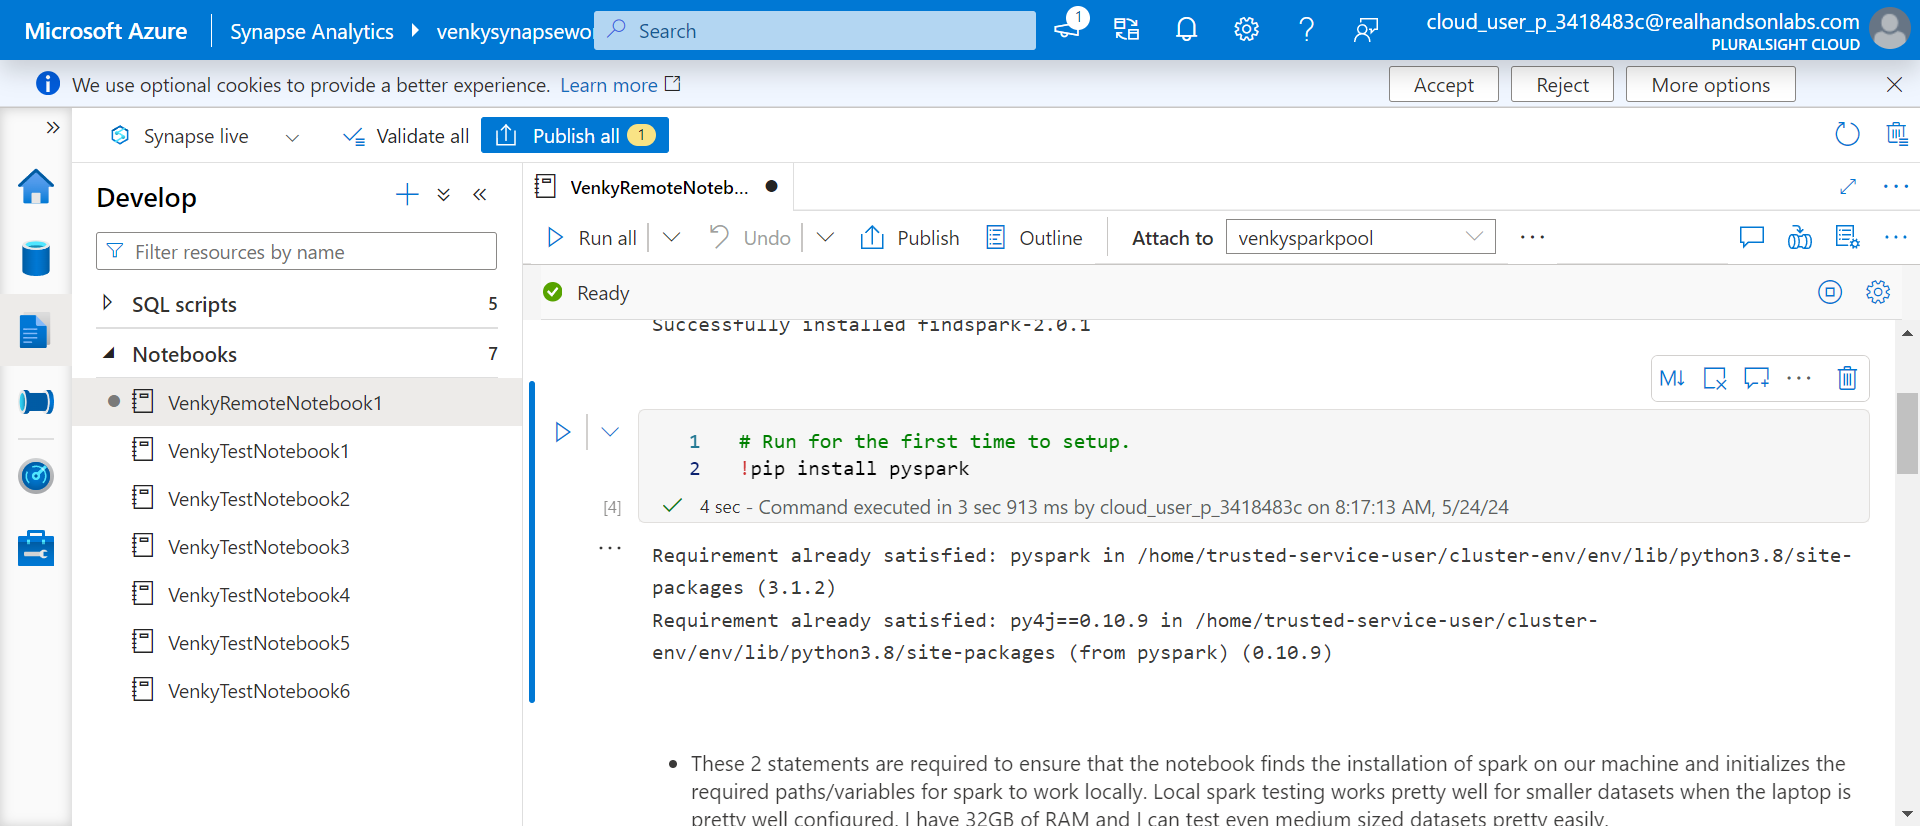 Microsoft Azure
Synapse Analytics
venkysynapsewo
Search
1
cloud_user_p_3418483c@realhandsonlabs.com
PLURALSIGHT CLOUD
We use optional cookies to provide a better experience. Learn more
Accept
Reject
More options
Synapse live
Validate all
Publish all 1
Develop
Filter resources by name
SQL scripts 5
Notebooks 7
VenkyRemoteNotebook1
VenkyTestNotebook1
VenkyTestNotebook2
VenkyTestNotebook3
VenkyTestNotebook4
VenkyTestNotebook5
VenkyTestNotebook6
VenkyRemoteNoteb...
Run all
Undo
Publish
Outline
Attach to
venkysparkpool
Ready
Successfully installed findspark-2.0.1
M↓
1 # Run for the first time to setup.
2 !pip install pyspark
[4]
4 sec - Command executed in 3 sec 913 ms by cloud_user_p_3418483c on 8:17:13 AM, 5/24/24
Requirement already satisfied: pyspark in /home/trusted-service-user/cluster-env/env/lib/python3.8/site-
packages (3.1.2)
Requirement already satisfied: py4j==0.10.9 in /home/trusted-service-user/cluster-
env/env/lib/python3.8/site-packages (from pyspark) (0.10.9)
• These 2 statements are required to ensure that the notebook finds the installation of spark on our machine and initializes the
required paths/variables for spark to work locally. Local spark testing works pretty well for smaller datasets when the laptop is
pretty well configured. I have 32GB of RAM and I can test even medium sized datasets pretty easily.